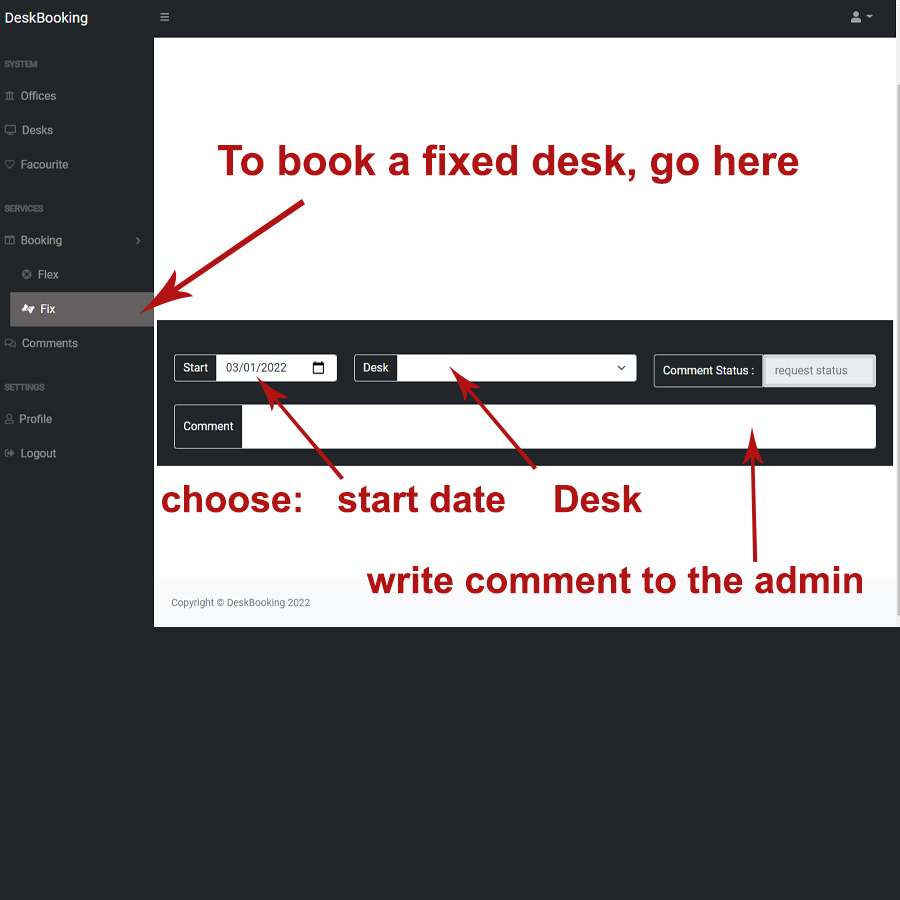 DeskBooking
SYSTEM
Offices
Desks
Facourite
SERVICES
Booking
Flex
Fix
Comments
SETTINGS
Profile
Logout
To book a fixed desk, go here
Start 03/01/2022 Desk Comment Status : request status
Comment
choose: start date Desk
write comment to the admin
Copyright © DeskBooking 2022